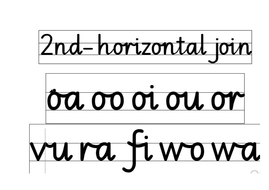 2nd-horizontal join
oa oo oi ou or
vu ra fi wo wa